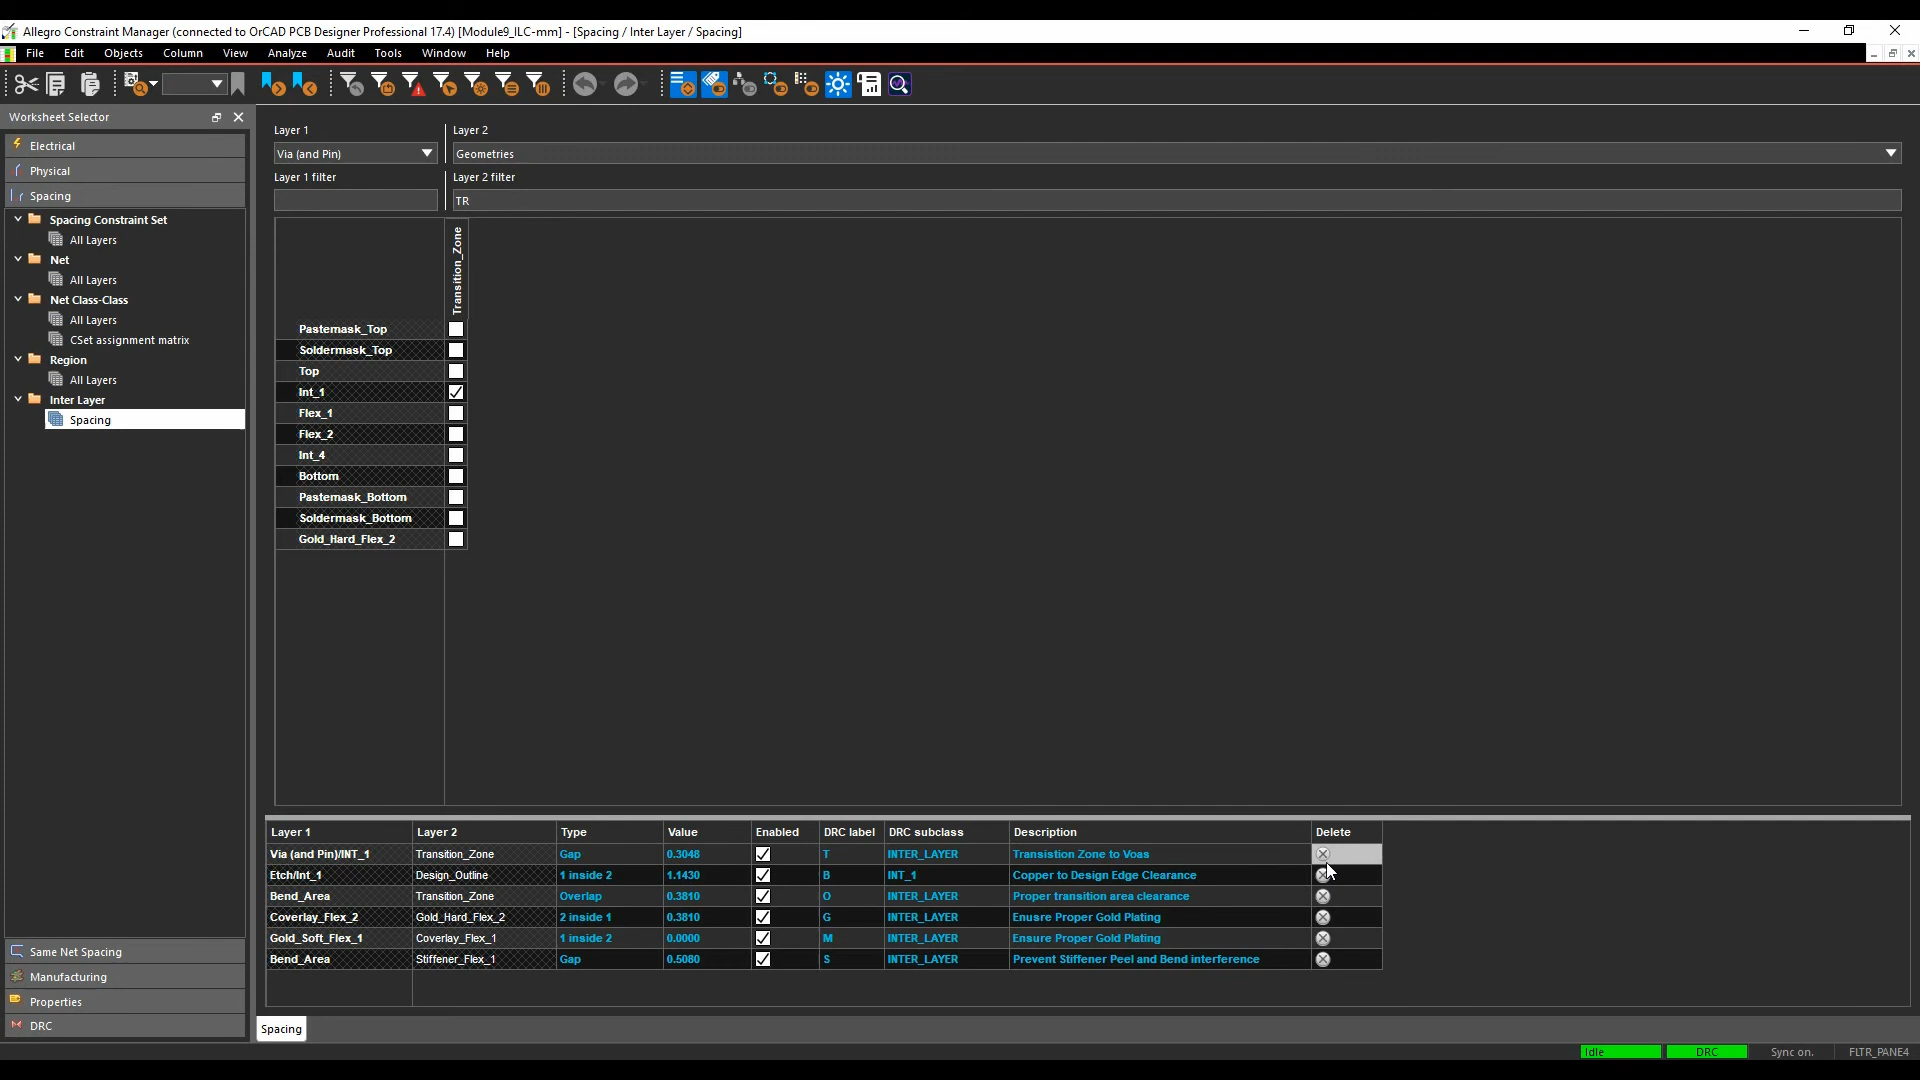 Allegro Constraint Manager (connected to OrCAD PCB Designer Professional 17.4) [Module9_ILC-mm] - [Spacing / Inter Layer / Spacing]
File Edit Objects Column View Analyze Audit Tools Window Help
Worksheet Selector
Electrical
Physical
Spacing
Spacing Constraint Set
All Layers
Net
All Layers
Net Class-Class
All Layers
CSet assignment matrix
Region
All Layers
Inter Layer
Spacing
Same Net Spacing
Manufacturing
Properties
DRC
Layer 1 Layer 2
Via (and Pin) Geometries
Layer 1 filter Layer 2 filter
TR
Transition_Zone
Pastemask_Top
Soldermask_Top
Top
Int_1
Flex_1
Flex_2
Int_4
Bottom
Pastemask_Bottom
Soldermask_Bottom
Gold_Hard_Flex_2
Layer 1 Layer 2 Type Value Enabled DRC label DRC subclass Description Delete
Via (and Pin)/INT_1 Transition_Zone Gap 0.3048 T INTER_LAYER Transistion Zone to Voas
Etch/Int_1 Design_Outline 1 inside 2 1.1430 B INT_1 Copper to Design Edge Clearance
Bend_Area Transition_Zone Overlap 0.3810 O INTER_LAYER Proper transition area clearance
Coverlay_Flex_2 Gold_Hard_Flex_2 2 inside 1 0.3810 G INTER_LAYER Enusre Proper Gold Plating
Gold_Soft_Flex_1 Coverlay_Flex_1 1 inside 2 0.0000 M INTER_LAYER Ensure Proper Gold Plating
Bend_Area Stiffener_Flex_1 Gap 0.5080 S INTER_LAYER Prevent Stiffener Peel and Bend interference
Spacing
Idle DRC Sync on. FLTR_PANE4